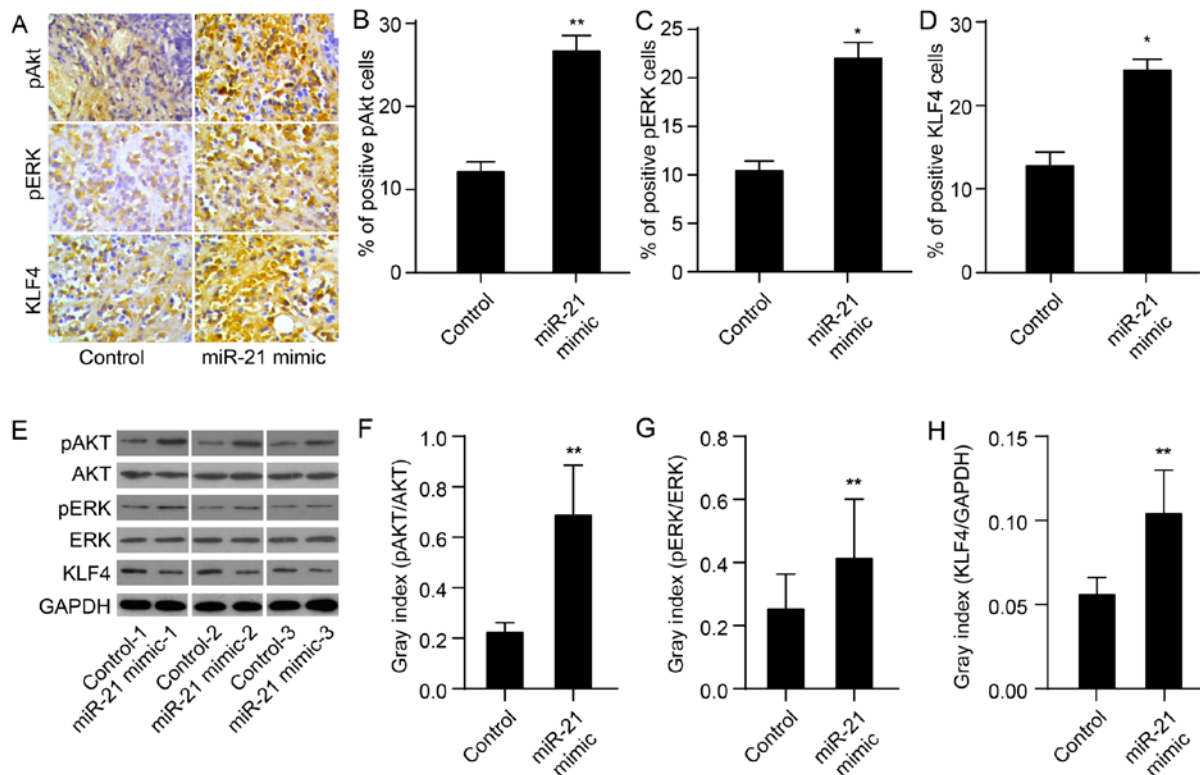 A
pAkt
pERK
KLF4
Control
miR-21 mimic
B
% of positive pAkt cells
30
20
10
0
**
Control
miR-21
mimic
C
% of positive pERK cells
25
20
15
10
5
0
*
Control
miR-21
mimic
D
% of positive KLF4 cells
30
20
10
0
*
Control
miR-21
mimic
E
pAKT
AKT
pERK
ERK
KLF4
GAPDH
Control-1
miR-21 mimic-1
Control-2
miR-21 mimic-2
Control-3
miR-21 mimic-3
F
Gray index (pAKT/AKT)
1.0
0.8
0.6
0.4
0.2
0.0
**
Control
miR-21
mimic
G
Gray index (pERK/ERK)
0.8
0.6
0.4
0.2
0.0
**
Control
miR-21
mimic
H
Gray index (KLF4/GAPDH)
0.15
0.10
0.05
0.00
**
Control
miR-21
mimic